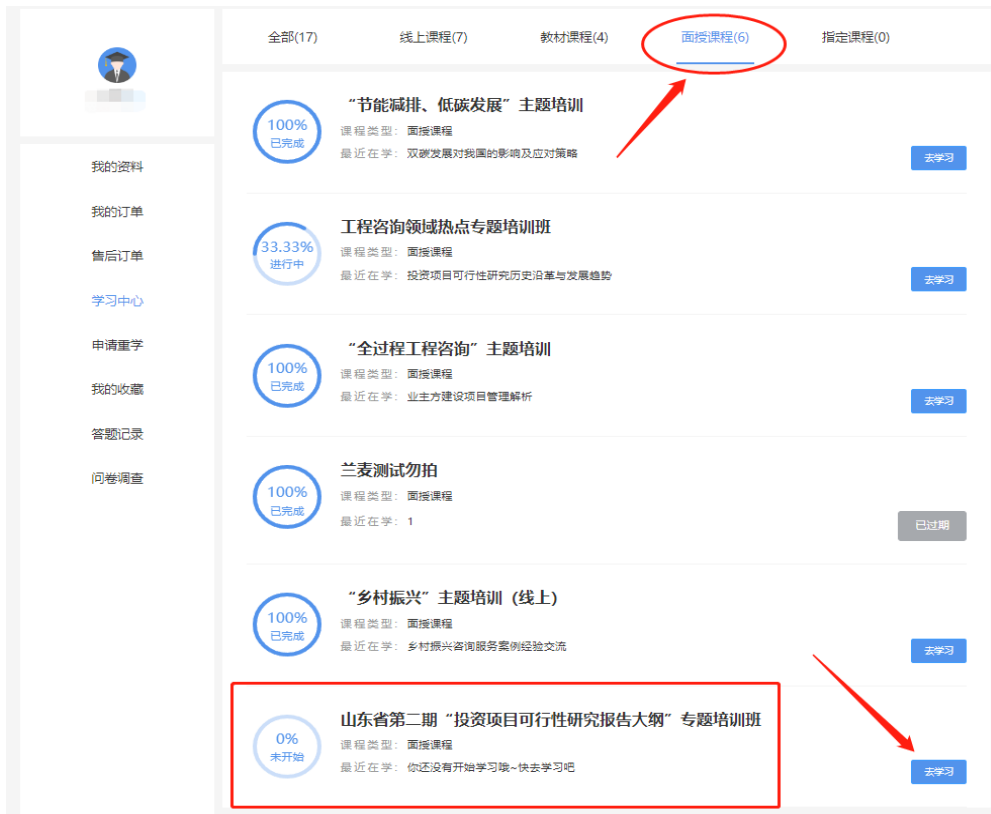 全部(17)
线上课程(7)
教材课程(4)
面授课程(6)
指定课程(0)
我的资料
我的订单
售后订单
学习中心
申请重学
我的收藏
答题记录
问卷调查
100%
已完成
“节能减排、低碳发展”主题培训
课程类型: 面授课程
最近在学: 双碳发展对我国的影响及应对策略
去学习
33.33%
进行中
工程咨询领域热点专题培训班
课程类型: 面授课程
最近在学: 投资项目可行性研究历史沿革与发展趋势
去学习
100%
已完成
“全过程工程咨询”主题培训
课程类型: 面授课程
最近在学: 业主方建设项目管理解析
去学习
100%
已完成
兰麦测试勿拍
课程类型: 面授课程
最近在学: 1
已过期
100%
已完成
“乡村振兴”主题培训（线上）
课程类型: 面授课程
最近在学: 乡村振兴咨询服务案例经验交流
去学习
0%
未开始
山东省第二期“投资项目可行性研究报告大纲”专题培训班
课程类型: 面授课程
最近在学: 你还没有开始学习哦~快去学习吧
去学习